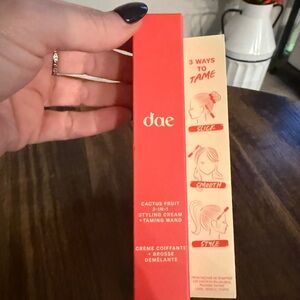 dae
CACTUS FRUIT
3-IN-1
STYLING CREAM
+ TAMING WAND
CRÈME COIFFANTE
+ BROSSE
DÉMÊLANTE
3 WAYS
TO
TAME
SLICK
SMOOTH
STYLE